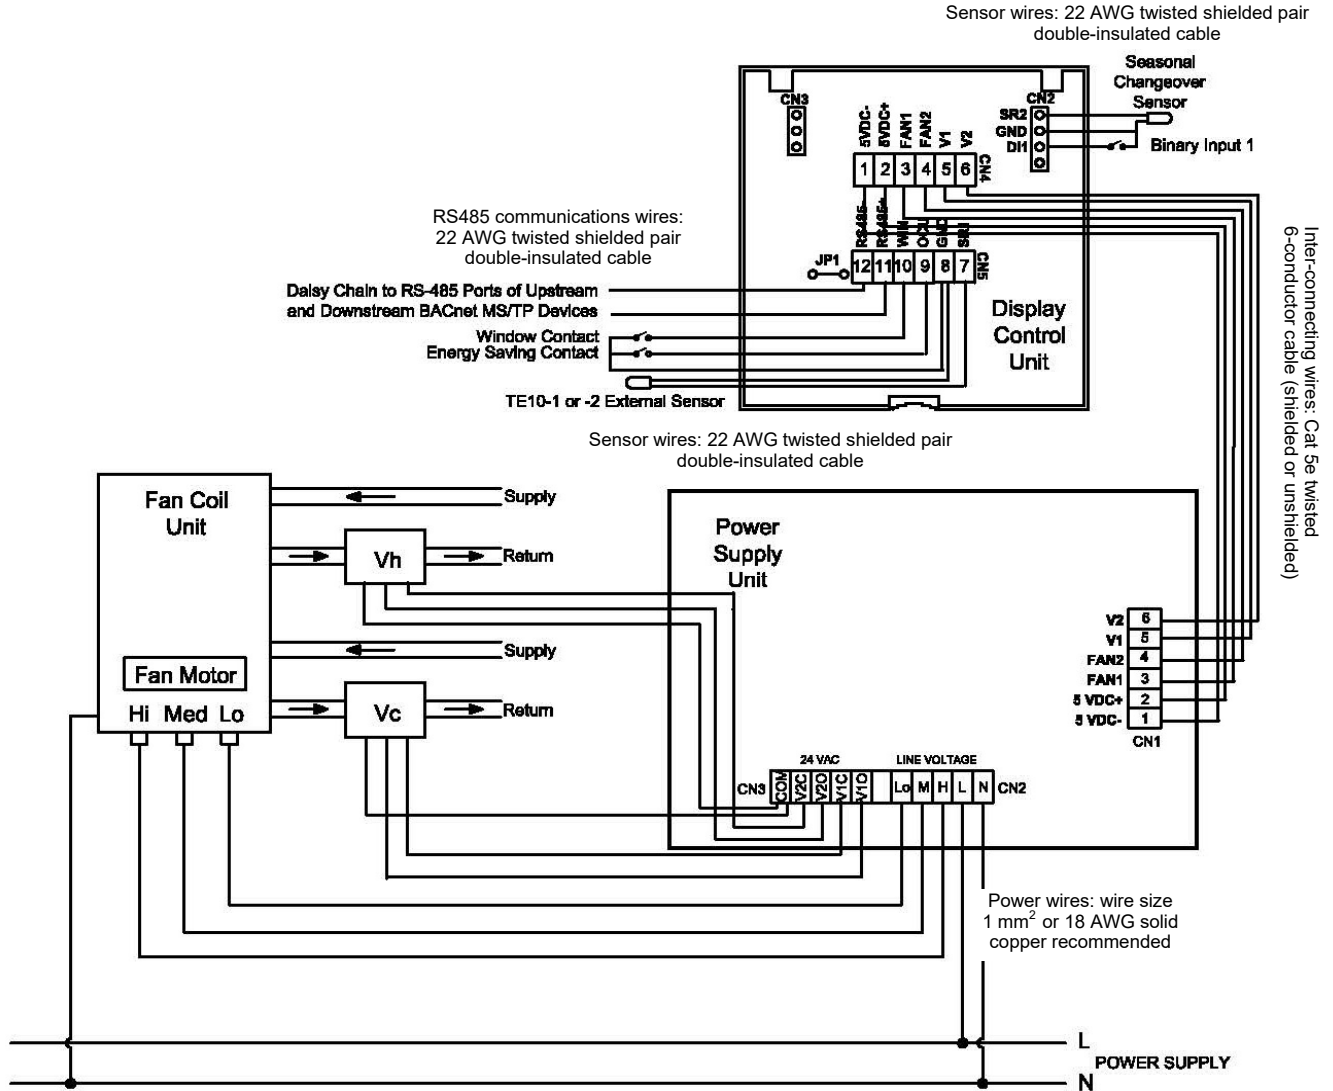 Sensor wires: 22 AWG twisted shielded pair
double-insulated cable
Seasonal
Changeover
Sensor
CN3
CN2
SR2
GND
DI1
Binary Input 1
5VDC-
5VDC+
FAN1
FAN2
V1
V2
1 2 3 4 5 6
CN4
RS485 communications wires:
22 AWG twisted shielded pair
double-insulated cable
RS485-
RS485+
WIN
OCU
GND
SR1
JP1
12 11 10 9 8 7
CN5
Daisy Chain to RS-485 Ports of Upstream
and Downstream BACnet MS/TP Devices
Window Contact
Energy Saving Contact
TE10-1 or -2 External Sensor
Display
Control
Unit
Inter-connecting wires: Cat 5e twisted
6-conductor cable (shielded or unshielded)
Sensor wires: 22 AWG twisted shielded pair
double-insulated cable
Fan Coil
Unit
Supply
Vh
Return
Supply
Fan Motor
Hi Med Lo
Vc
Return
Power
Supply
Unit
V2 6
V1 5
FAN2 4
FAN1 3
5 VDC+ 2
5 VDC- 1
CN1
24 VAC
LINE VOLTAGE
CN3
COM
V2C
V2O
V1C
V1O
Lo M H L N
CN2
Power wires: wire size
1 mm2 or 18 AWG solid
copper recommended
L
POWER SUPPLY
N